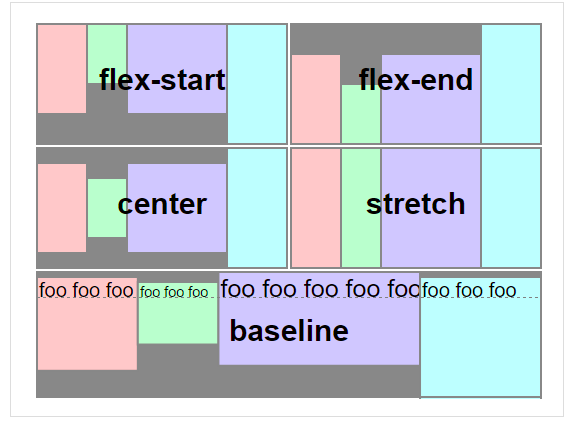 flex-start
flex-end
center
stretch
foo foo foo foo foo foo foo foo foo foo foo foo foo foo
baseline